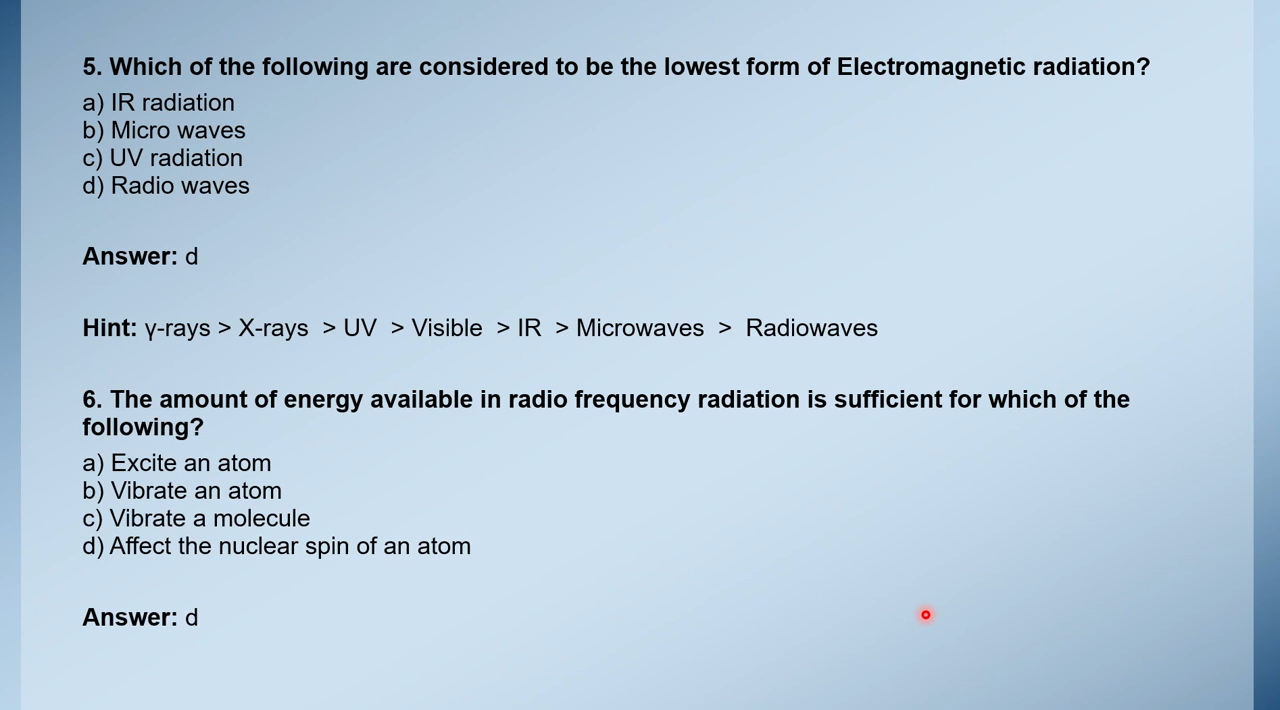 5. Which of the following are considered to be the lowest form of Electromagnetic radiation?
a) IR radiation
b) Micro waves
c) UV radiation
d) Radio waves
Answer: d
Hint: γ-rays > X-rays > UV > Visible > IR > Microwaves > Radiowaves
6. The amount of energy available in radio frequency radiation is sufficient for which of the
following?
a) Excite an atom
b) Vibrate an atom
c) Vibrate a molecule
d) Affect the nuclear spin of an atom
Answer: d